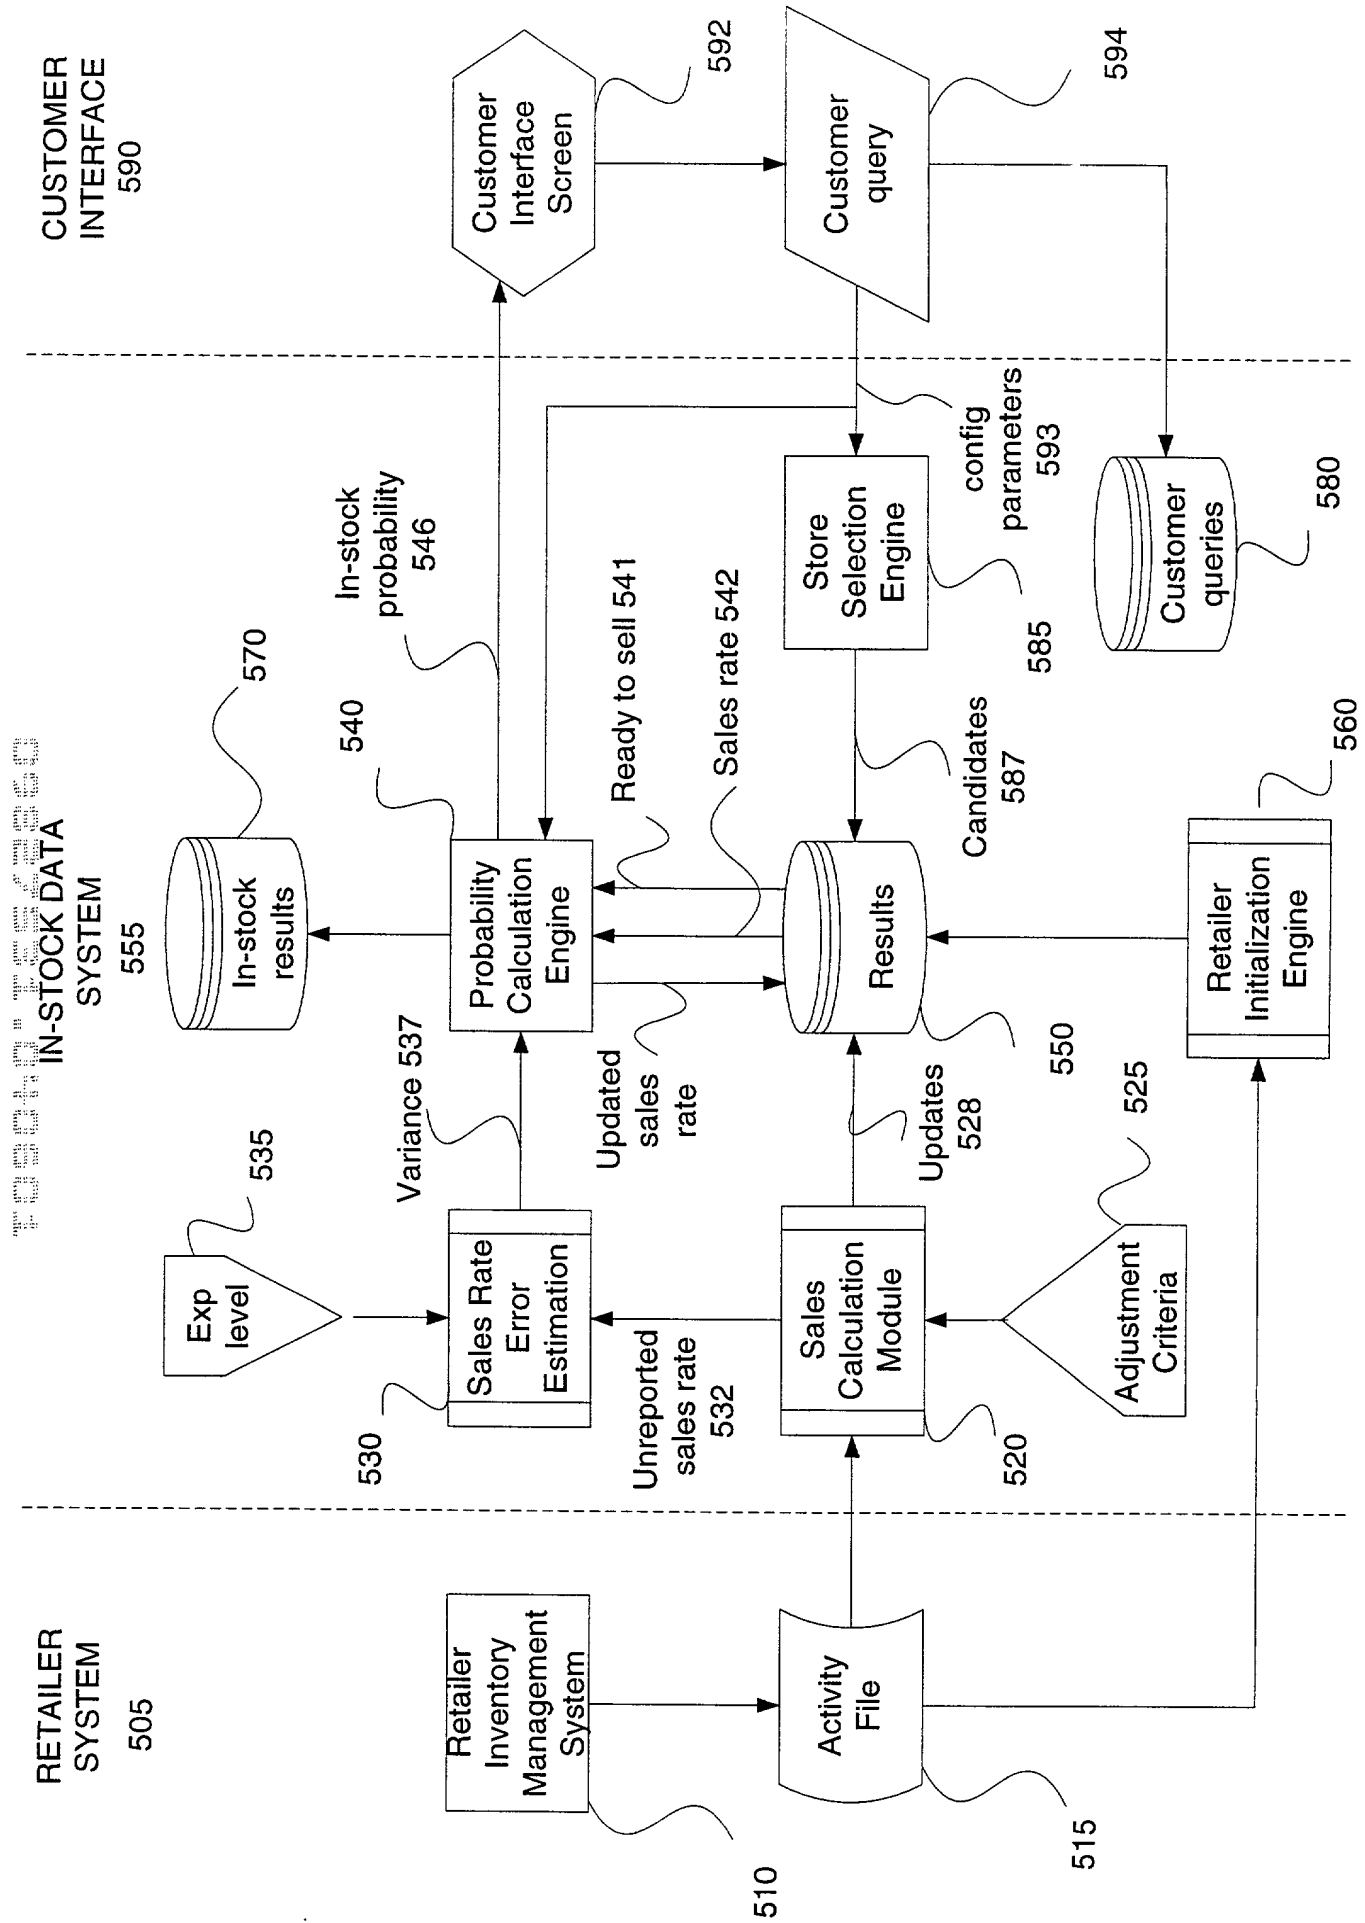 RETAILER
SYSTEM
505
IN-STOCK DATA
SYSTEM
555
CUSTOMER
INTERFACE
590
Exp
level
535
In-stock
results
570
Retailer
Inventory
Management
System
510
Sales Rate
Error
Estimation
530
Variance 537
Probability
Calculation
Engine
540
In-stock
probability
546
Customer
Interface
Screen
592
Unreported
sales rate
532
Updated
sales
rate
Ready to sell 541
Sales rate 542
Activity
File
515
Sales
Calculation
Module
520
Updates
528
Results
550
Candidates
587
Store
Selection
Engine
585
config
parameters
593
Customer
query
594
Adjustment
Criteria
525
Retailer
Initialization
Engine
560
Customer
queries
580